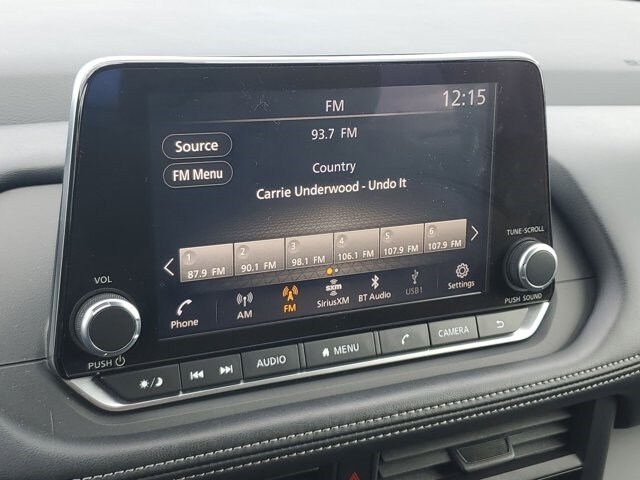 FM 12:15
93.7 FM
Source
Country
FM Menu
Carrie Underwood - Undo It
1 2 3 4 5 6
87.9 FM 90.1 FM 98.1 FM 106.1 FM 107.9 FM 107.9 FM
TUNE·SCROLL
VOL
Phone AM FM SiriusXM BT Audio USB1 Settings
sxm
PUSH SOUND
PUSH
AUDIO MENU CAMERA